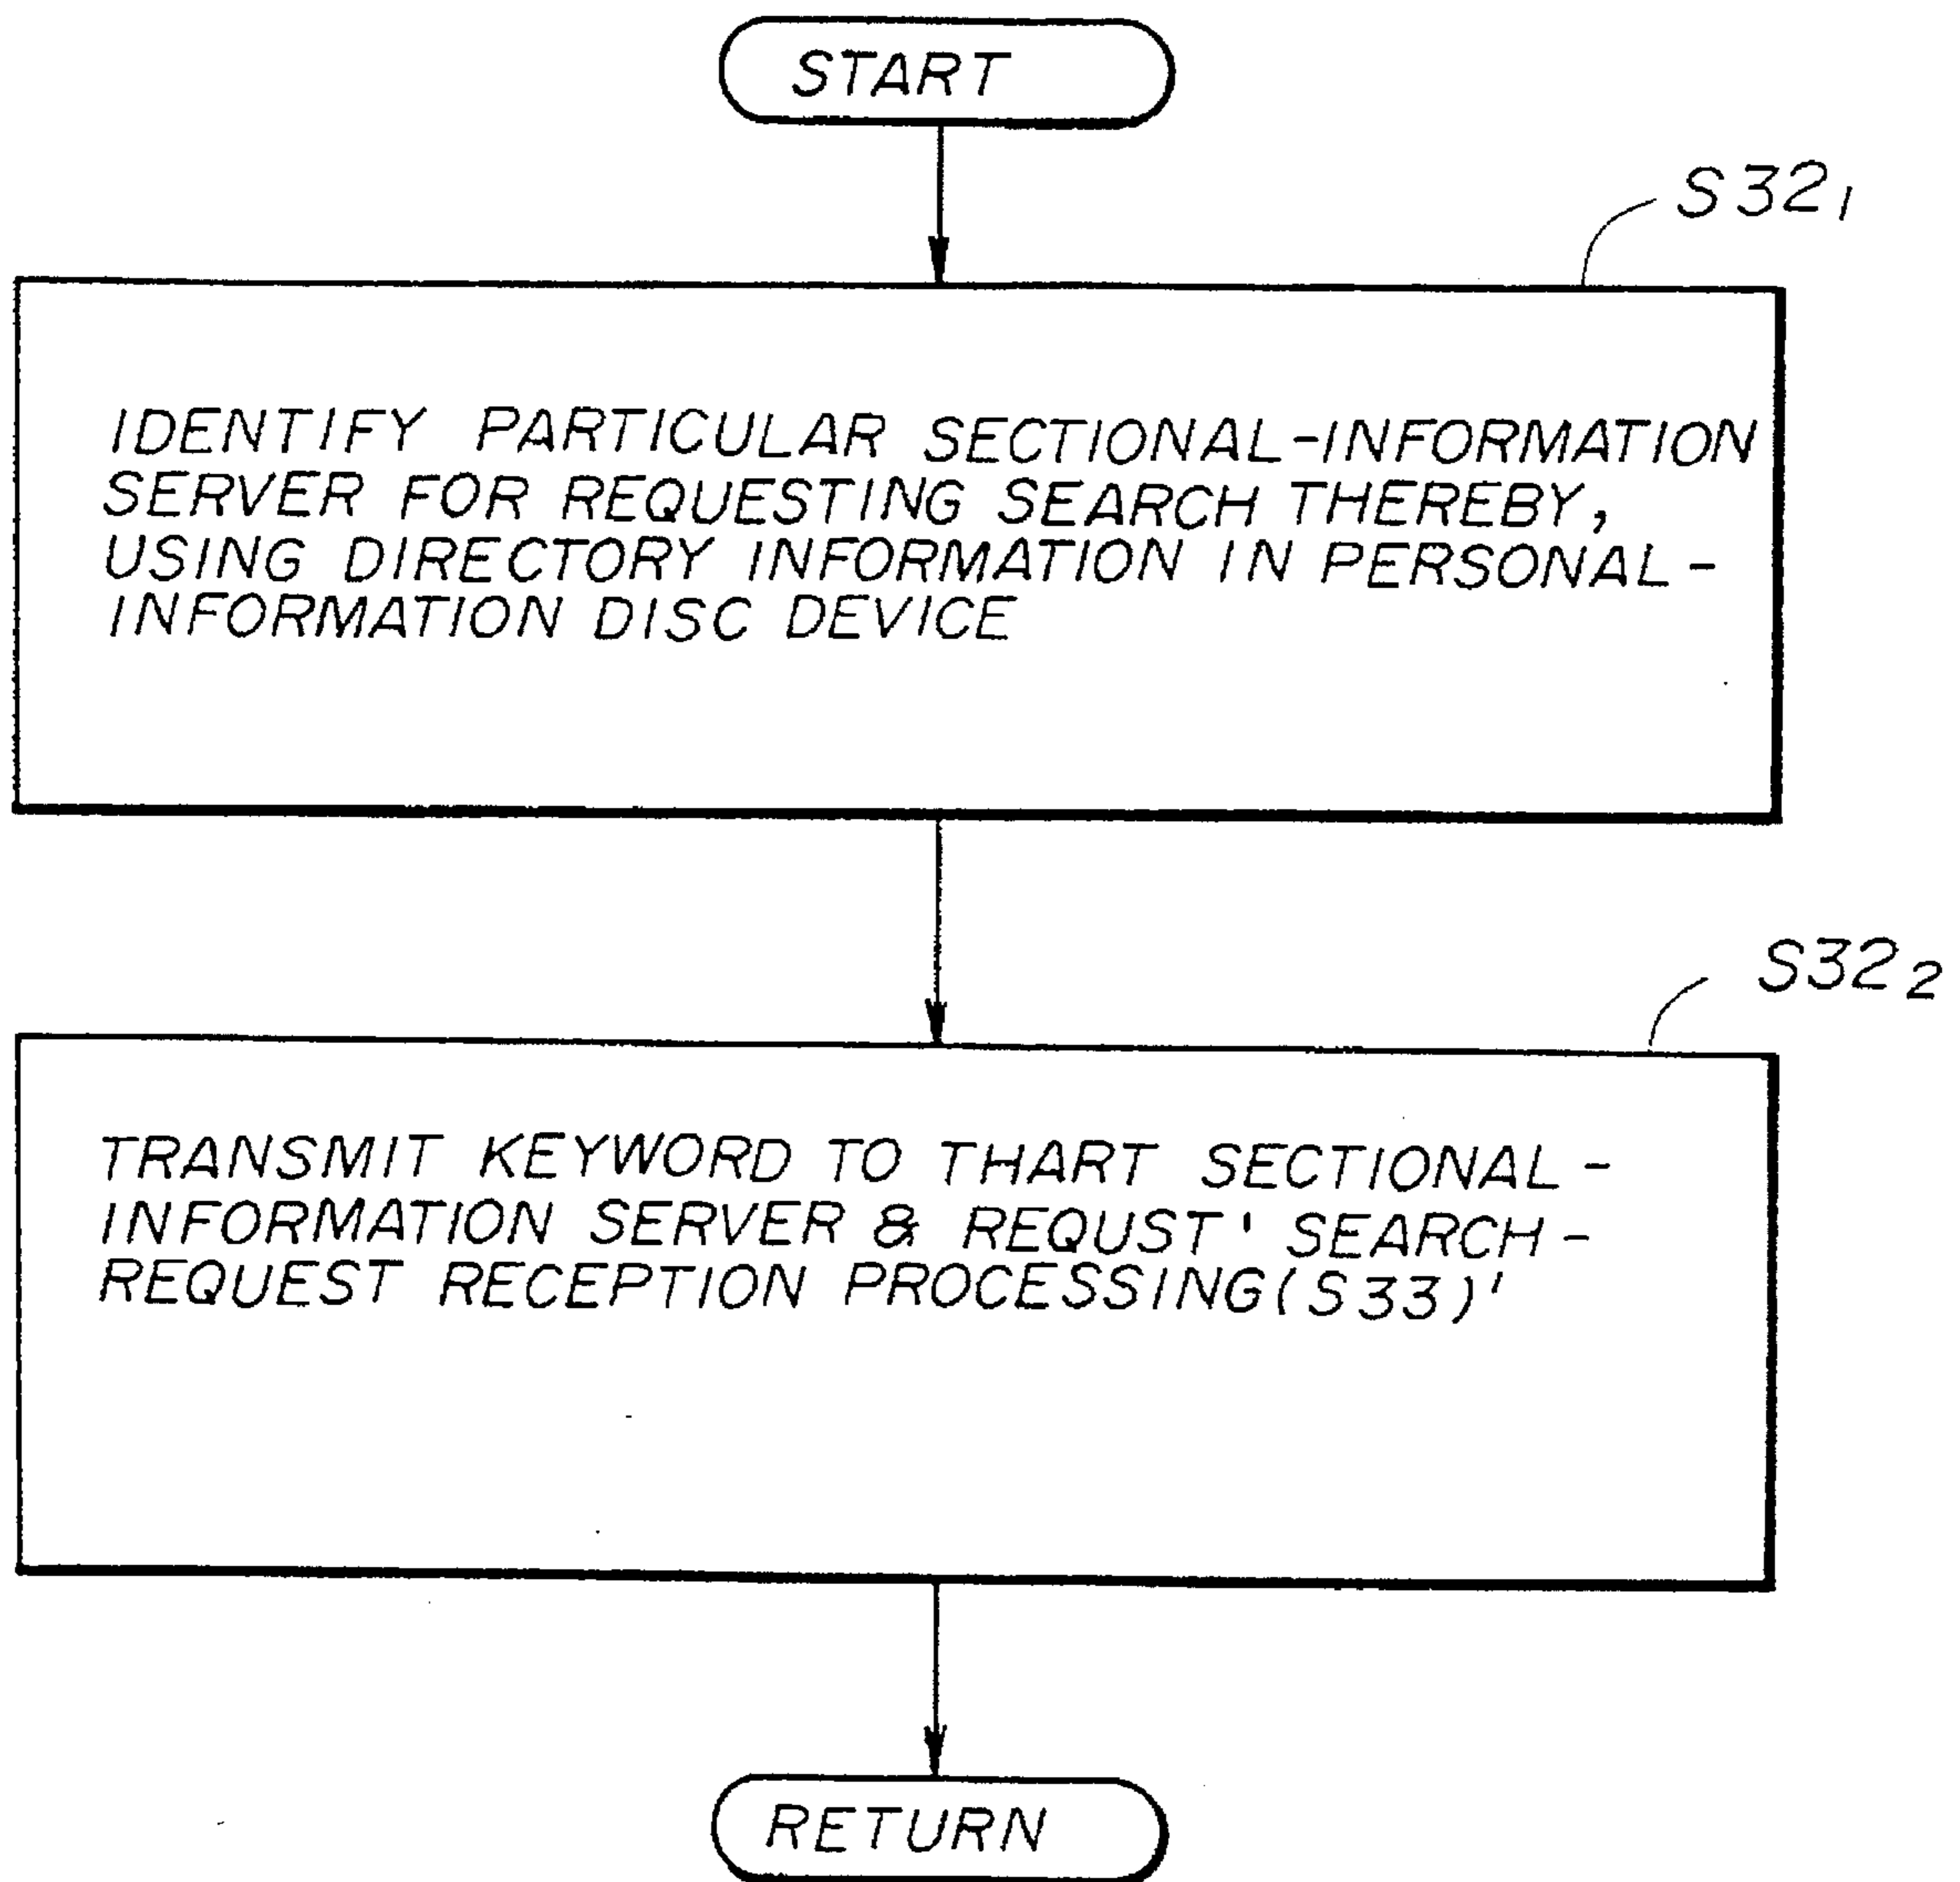 START
S32₁
IDENTIFY PARTICULAR SECTIONAL-INFORMATION
SERVER FOR REQUESTING SEARCH THEREBY,
USING DIRECTORY INFORMATION IN PERSONAL-
INFORMATION DISC DEVICE
S32₂
TRANSMIT KEYWORD TO THART SECTIONAL-
INFORMATION SERVER & REQUST ' SEARCH-
REQUEST RECEPTION PROCESSING(S33)'
RETURN